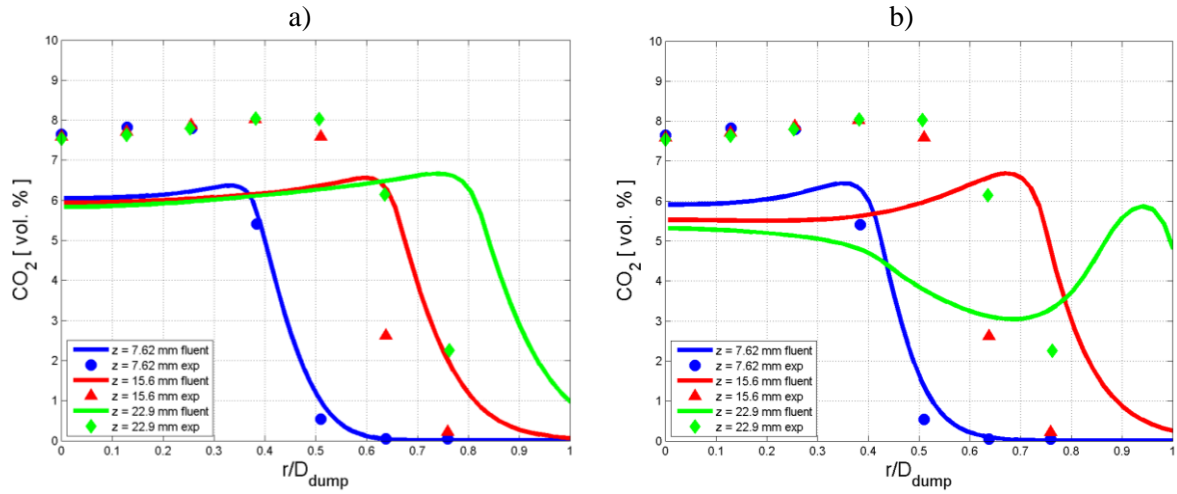 a)
10
9
8
7
6
5
4
3
2
1
0
CO2 [ vol. % ]
z = 7.62 mm fluent
z = 7.62 mm exp
z = 15.6 mm fluent
z = 15.6 mm exp
z = 22.9 mm fluent
z = 22.9 mm exp
0 0.1 0.2 0.3 0.4 0.5 0.6 0.7 0.8 0.9 1
r/Ddump
b)
10
9
8
7
6
5
4
3
2
1
0
CO2 [ vol. % ]
z = 7.62 mm fluent
z = 7.62 mm exp
z = 15.6 mm fluent
z = 15.6 mm exp
z = 22.9 mm fluent
z = 22.9 mm exp
0 0.1 0.2 0.3 0.4 0.5 0.6 0.7 0.8 0.9 1
r/Ddump